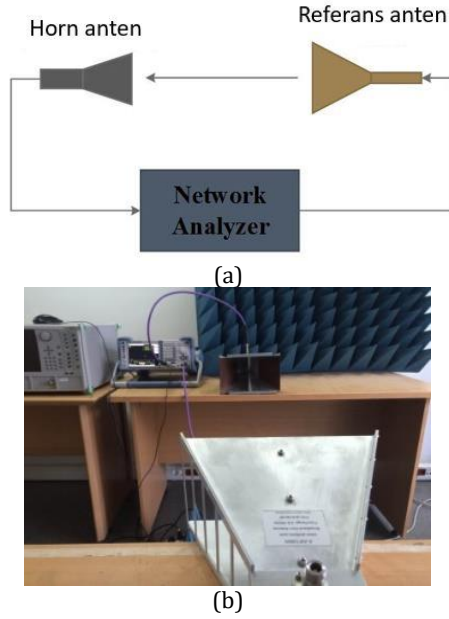 Horn anten
Referans anten
Network
Analyzer
(a)
(b)